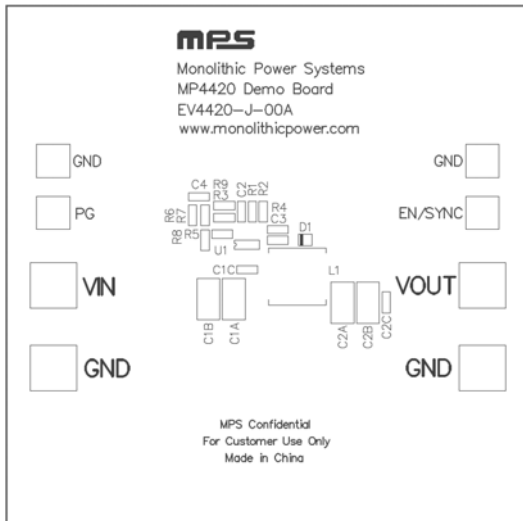 mps
Monolithic Power Systems
MP4420 Demo Board
EV4420-J-00A
www.monolithicpower.com
GND
GND
PG
EN/SYNC
C4
R9
R3
C2
R1
R2
R6
R7
R4
C3
R8
R5
U1
D1
C1C
L1
VIN
VOUT
C1B
C1A
C2A
C2B
C2C
GND
GND
MPS Confidential
For Customer Use Only
Made in China